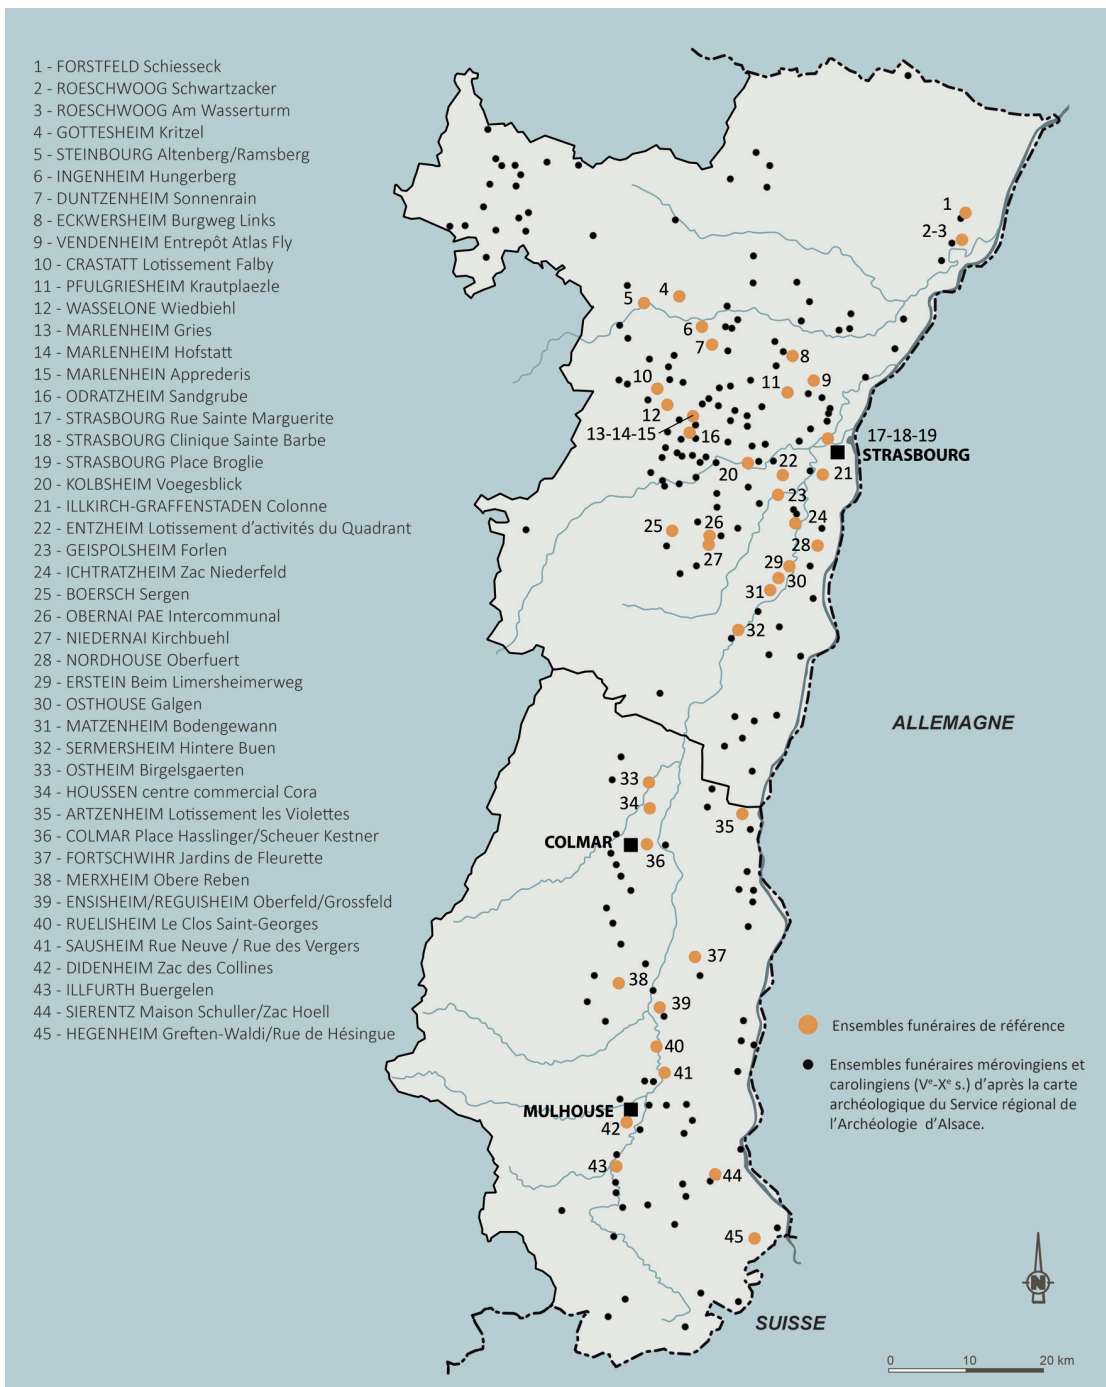 1 - FORSTFELD Schiesseck
2 - ROESCHWOOG Schwartzacker
3 - ROESCHWOOG Am Wasserturm
4 - GOTTESHEIM Kritzel
5 - STEINBOURG Altenberg/Ramsberg
6 - INGENHEIM Hungerberg
7 - DUNTZENHEIM Sonnenrain
8 - ECKWERSHEIM Burgweg Links
9 - VENDENHEIM Entrepôt Atlas Fly
10 - CRASTATT Lotissement Falby
11 - PFULGRIESHEIM Krautplaezle
12 - WASSELONE Wiedbiehl
13 - MARLENHEIM Gries
14 - MARLENHEIM Hofstatt
15 - MARLENHEIN Apprederis
16 - ODRATZHEIM Sandgrube
17 - STRASBOURG Rue Sainte Marguerite
18 - STRASBOURG Clinique Sainte Barbe
19 - STRASBOURG Place Broglie
20 - KOLBSHEIM Voegesblick
21 - ILLKIRCH-GRAFFENSTADEN Colonne
22 - ENTZHEIM Lotissement d'activités du Quadrant
23 - GEISPOLSHEIM Forlen
24 - ICHTRATZHEIM Zac Niederfeld
25 - BOERSCH Sergen
26 - OBERNAI PAE Intercommunal
27 - NIEDERNAI Kirchbuehl
28 - NORDHOUSE Oberfuert
29 - ERSTEIN Beim Limersheimerweg
30 - OSTHOUSE Galgen
31 - MATZENHEIM Bodengewann
32 - SERMERSHEIM Hintere Buen
33 - OSTHEIM Birgelsgaerten
34 - HOUSSEN centre commercial Cora
35 - ARTZENHEIM Lotissement les Violettes
36 - COLMAR Place Hasslinger/Scheuer Kestner
37 - FORTSCHWIHR Jardins de Fleurette
38 - MERXHEIM Obere Reben
39 - ENSISHEIM/REGUISHEIM Oberfeld/Grossfeld
40 - RUELISHEIM Le Clos Saint-Georges
41 - SAUSHEIM Rue Neuve / Rue des Vergers
42 - DIDENHEIM Zac des Collines
43 - ILLFURTH Buergelen
44 - SIERENTZ Maison Schuller/Zac Hoell
45 - HEGENHEIM Greften-Waldi/Rue de Hésingue
1
2-3
4
5
6
7
8
9
10
11
12
13-14-15
16
17-18-19
STRASBOURG
20
21
22
23
24
25
26
27
28
29
30
31
32
ALLEMAGNE
33
34
35
COLMAR
36
37
38
39
40
41
MULHOUSE
42
43
44
45
SUISSE
Ensembles funéraires de référence
Ensembles funéraires mérovingiens et
carolingiens (Ve-Xe s.) d'après la carte
archéologique du Service régional de
l'Archéologie d'Alsace.
N
0 10 20 km